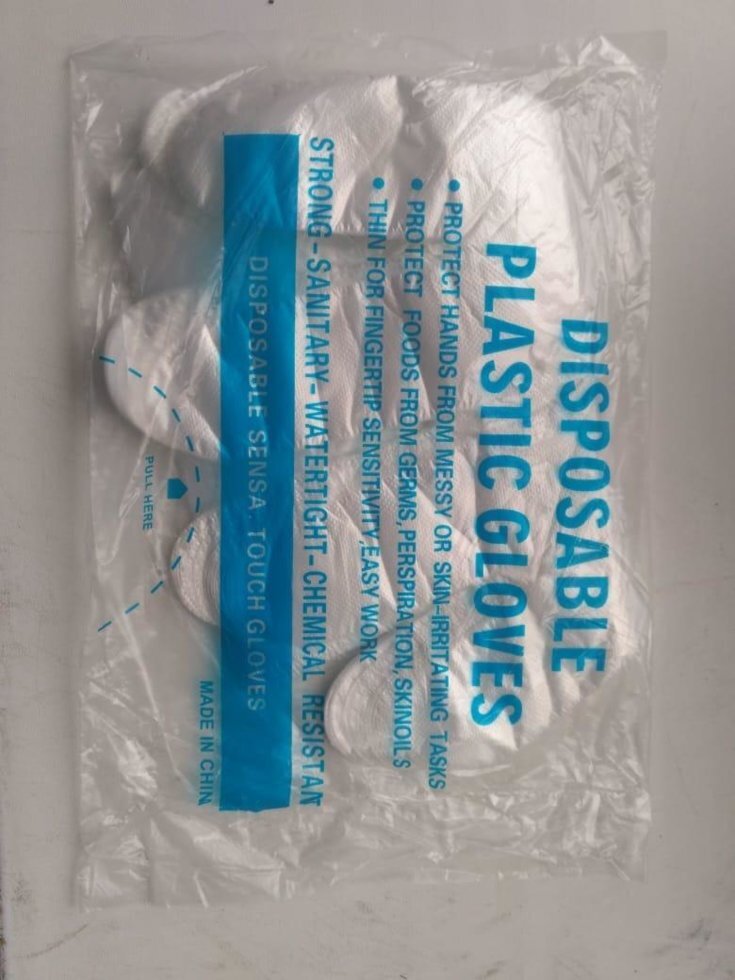 DISPOSABLE
PLASTIC GLOVES
• PROTECT HANDS FROM MESSY OR SKIN-IRRITATING TASKS
• PROTECT FOODS FROM GERMS, PERSPIRATION, SKINOIL'S
• THIN FOR FINGERTIP SENSITIVITY,EASY WORK
STRONG-SANITARY-WATERTIGHT-CHEMICAL RESISTAN
DISPOSABLE SENSA. TOUCH GLOVES
MADE IN CHIN
PULL HERE